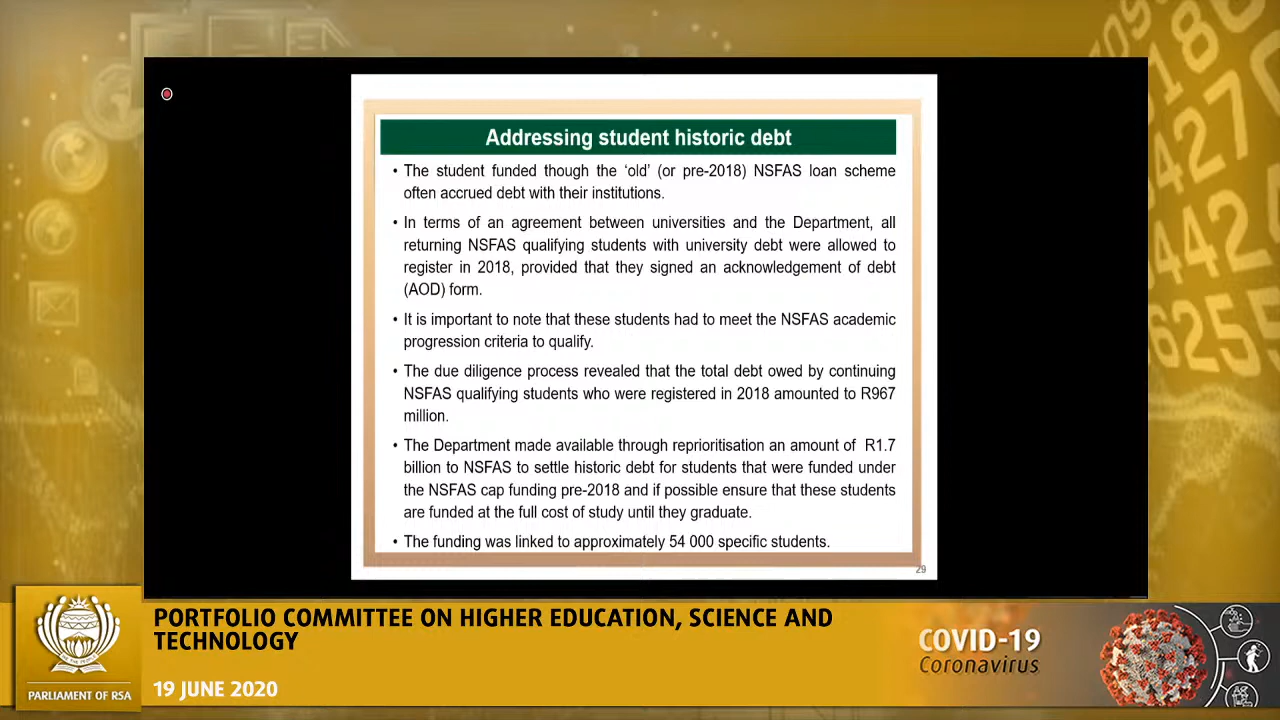 Addressing student historic debt
• The student funded though the ‘old’ (or pre-2018) NSFAS loan scheme
often accrued debt with their institutions.
• In terms of an agreement between universities and the Department, all
returning NSFAS qualifying students with university debt were allowed to
register in 2018, provided that they signed an acknowledgement of debt
(AOD) form.
• It is important to note that these students had to meet the NSFAS academic
progression criteria to qualify.
• The due diligence process revealed that the total debt owed by continuing
NSFAS qualifying students who were registered in 2018 amounted to R967
million.
• The Department made available through reprioritisation an amount of R1.7
billion to NSFAS to settle historic debt for students that were funded under
the NSFAS cap funding pre-2018 and if possible ensure that these students
are funded at the full cost of study until they graduate.
• The funding was linked to approximately 54 000 specific students.
29
PARLIAMENT OF RSA
PORTFOLIO COMMITTEE ON HIGHER EDUCATION, SCIENCE AND
TECHNOLOGY
19 JUNE 2020
COVID-19
Coronavirus